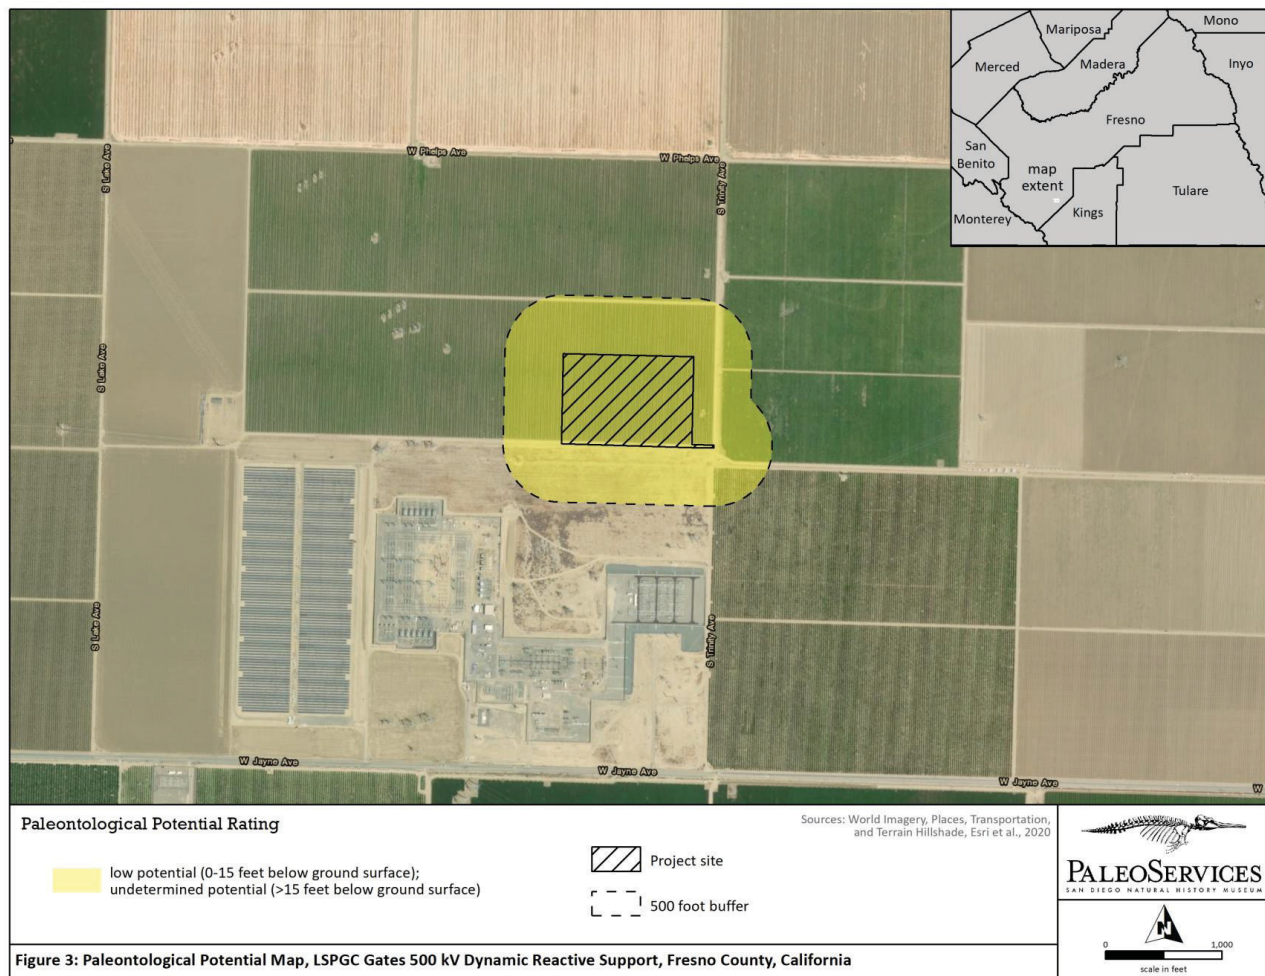 Mariposa
Mono
Merced
Madera
Inyo
Fresno
San
Benito
map
extent
Tulare
Monterey
Kings
W Phelps Ave
W Phelps Ave
S Lake Ave
S Trinity Ave
S Lake Ave
S Lake Ave
S Trinity Ave
W Jayne Ave
W Jayne Ave
W Jayne Ave
W
Paleontological Potential Rating
low potential (0-15 feet below ground surface);
undetermined potential (>15 feet below ground surface)
Project site
500 foot buffer
Sources: World Imagery, Places, Transportation,
and Terrain Hillshade, Esri et al., 2020
PALEOSERVICES
SAN DIEGO NATURAL HISTORY MUSEUM
N
0 1,000
scale in feet
Figure 3: Paleontological Potential Map, LSPGC Gates 500 kV Dynamic Reactive Support, Fresno County, California